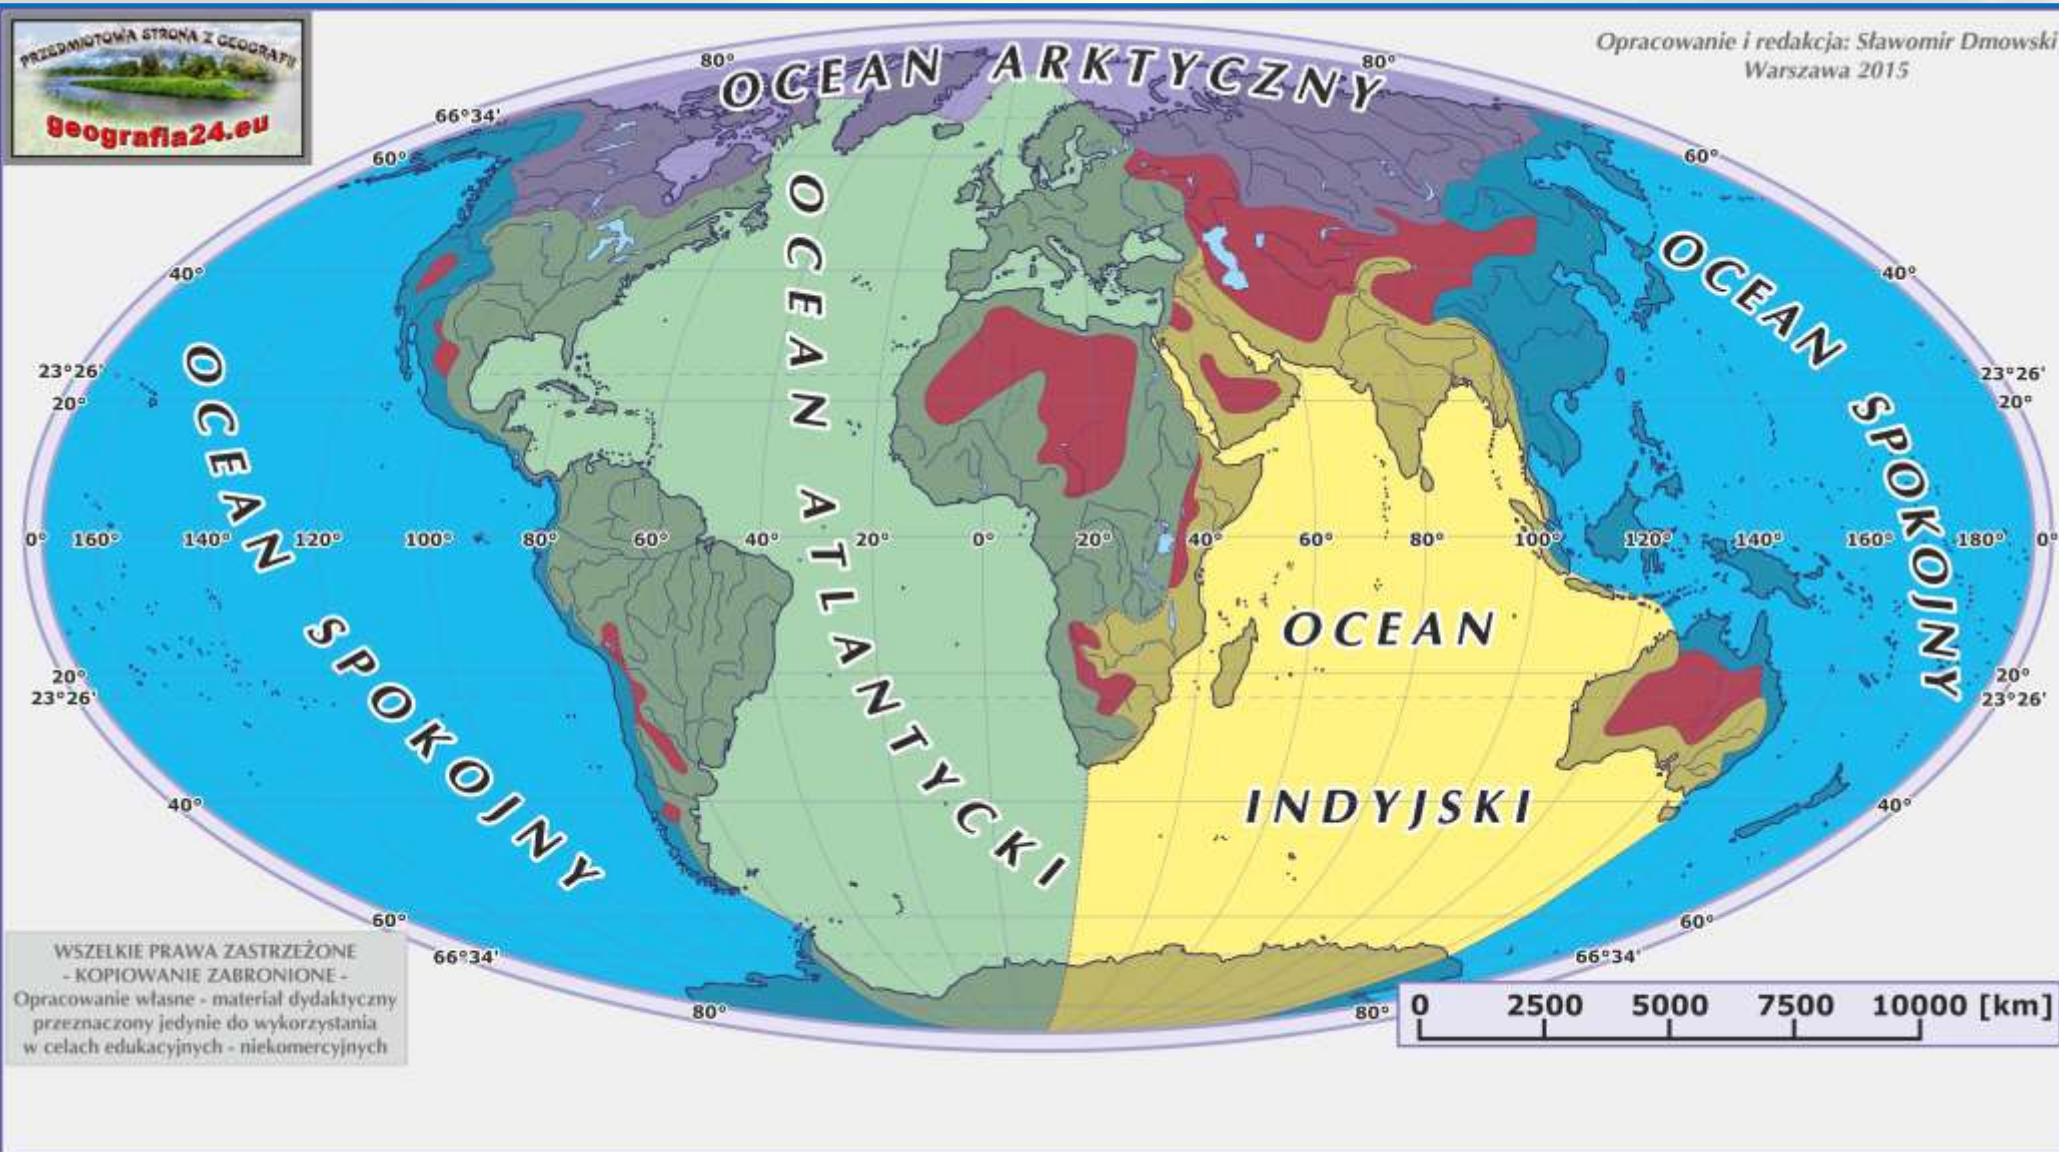 PRZEDMIOTOWA STRONA Z GEOGRAFII
geografia24.eu
Opracowanie i redakcja: Sławomir Dmowski
Warszawa 2015
OCEAN ARKTYCZNY
80°
80°
66°34'
60°
60°
40°
40°
23°26'
23°26'
20°
20°
OCEAN SPOKOJNY
OCEAN ATLANTYCKI
OCEAN SPOKOJNY
OCEAN
INDYJSKI
0° 160° 140° 120° 100° 80° 60° 40° 20° 0° 20° 40° 60° 80° 100° 120° 140° 160° 180° 0°
20°
20°
23°26'
23°26'
40°
40°
60°
60°
66°34'
66°34'
80°
80°
WSZELKIE PRAWA ZASTRZEŻONE
- KOPIOWANIE ZABRONIONE -
Opracowanie własne - materiał dydaktyczny
przeznaczony jedynie do wykorzystania
w celach edukacyjnych - niekomercyjnych
0 2500 5000 7500 10000 [km]